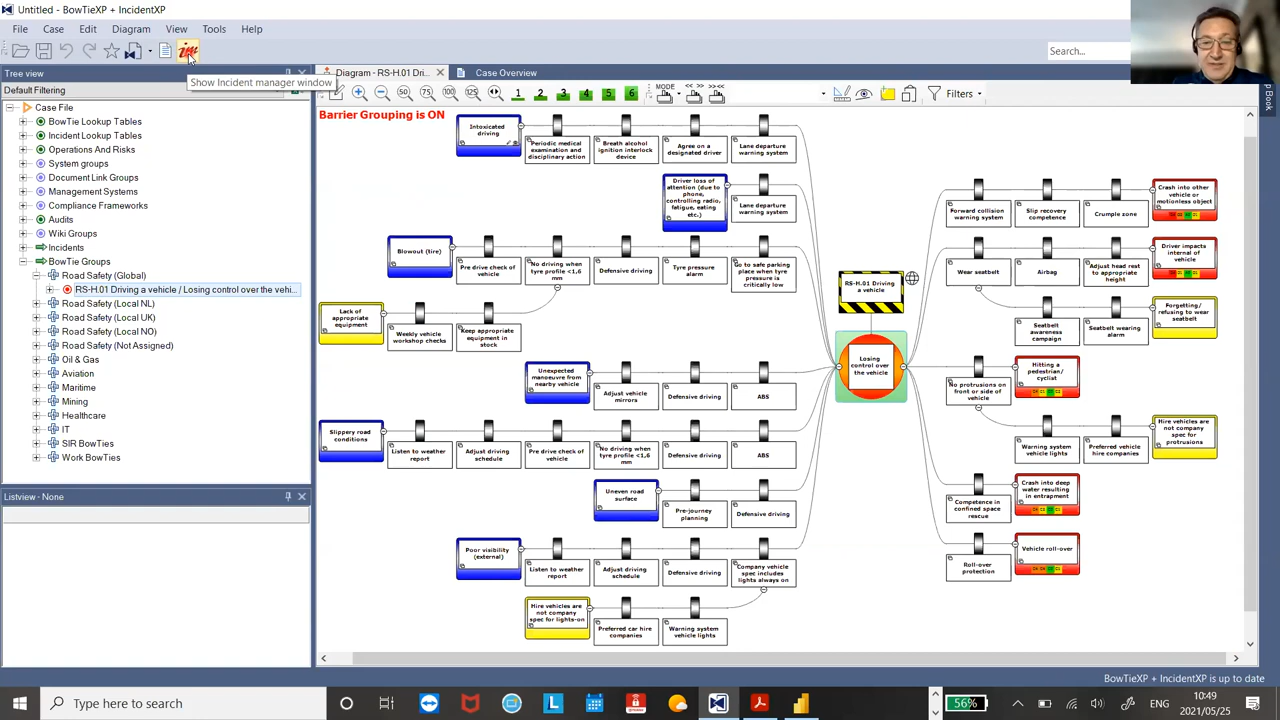 Untitled - BowTieXP + IncidentXP
File Case Edit Diagram View Tools Help
im
Search...
Show Incident manager window
Tree view
Default Filtering
Case File
BowTie Lookup Tables
Incident Lookup Tables
Operations And Risks
System groups
Document Link Groups
Management Systems
Compliance Frameworks
Audits
Wiki Groups
Incidents
BowTie Groups
Road Safety (Global)
RS-H.01 Driving a vehicle / Losing control over the vehi...
Road Safety (Local NL)
Road Safety (Local UK)
Road Safety (Local NO)
Road Safety (Not Assigned)
Oil & Gas
Aviation
Maritime
Mining
Healthcare
IT
SIR BowTies
Work BowTies
Listview - None
Diagram - RS-H.01 Dri...
Case Overview
50 75 100 125
1 2 3 4 5 6
MODE
Filters
Book
Barrier Grouping is ON
Intoxicated
driving
Periodic medical
examination and
disciplinary action
Breath alcohol
ignition interlock
device
Agree on a
designated driver
Lane departure
warning system
Driver loss of
attention (due to
phone,
controlling radio,
fatigue, eating
etc.)
Lane departure
warning system
Blowout (tire)
Pre drive check of
vehicle
No driving when
tyre profile <1,6
mm
Defensive driving
Tyre pressure
alarm
Go to safe parking
place when tyre
pressure is
critically low
Lack of
appropriate
equipment
Weekly vehicle
workshop checks
Keep appropriate
equipment in
stock
Unexpected
manoeuvre from
nearby vehicle
Adjust vehicle
mirrors
Defensive driving
ABS
Slippery road
conditions
Listen to weather
report
Adjust driving
schedule
Pre drive check of
vehicle
No driving when
tyre profile <1,6
mm
Defensive driving
ABS
Uneven road
surface
Pre-journey
planning
Defensive driving
Poor visibility
(external)
Listen to weather
report
Adjust driving
schedule
Defensive driving
Company vehicle
spec includes
lights always on
Hire vehicles are
not company
spec for lights-on
Preferred car hire
companies
Warning system
vehicle lights
RS-H.01 Driving
a vehicle
Losing
control over
the vehicle
Forward collision
warning system
Slip recovery
competence
Crumple zone
Crash into other
vehicle or
motionless object
Wear seatbelt
Airbag
Adjust head rest
to appropriate
height
Driver impacts
internal of
vehicle
Seatbelt
awareness
campaign
Seatbelt wearing
alarm
Forgetting/
refusing to wear
seatbelt
No protrusions on
front or side of
vehicle
Hitting a
pedestrian/
cyclist
Warning system
vehicle lights
Preferred vehicle
hire companies
Hire vehicles are
not company
spec for
protrusions
Competence in
confined space
rescue
Crash into deep
water resulting
in entrapment
Roll-over
protection
Vehicle roll-over
BowTieXP + IncidentXP is up to date
Type here to search
L
56%
ENG
10:49
2021/05/25